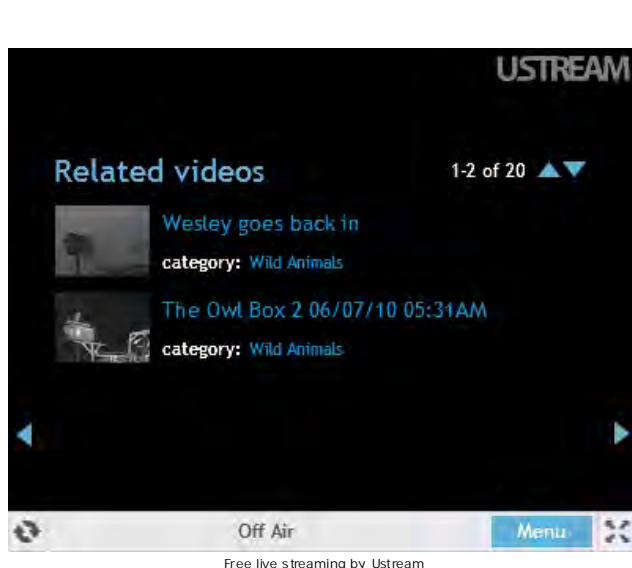 USTREAM
Related videos
1-2 of 20
Wesley goes back in
category: Wild Animals
The Owl Box 2 06/07/10 05:31AM
category: Wild Animals
Off Air
Menu
Free live streaming by Ustream